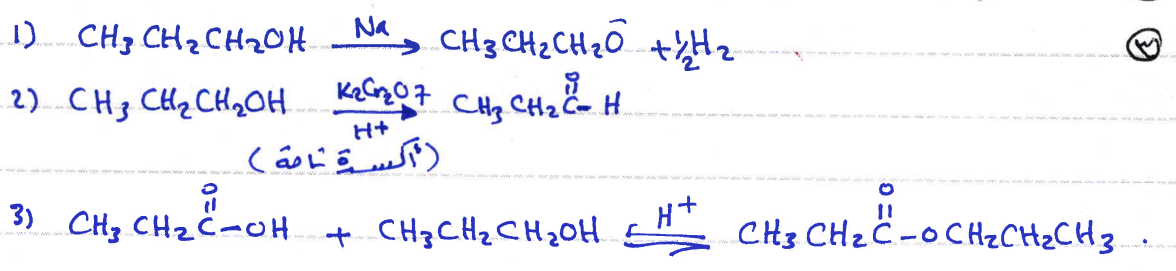 1) CH₃CH₂CH₂OH —Na→ CH₃CH₂CH₂O⁻ + ½H₂
2) CH₃CH₂CH₂OH —K₂Cr₂O7 / H+→ CH₃CH₂C(=O)-H
(أكسدة تامة)
3) CH₃CH₂C(=O)-OH + CH₃CH₂CH₂OH ⇌ H+ CH₃CH₂C(=O)-OCH₂CH₂CH₃.